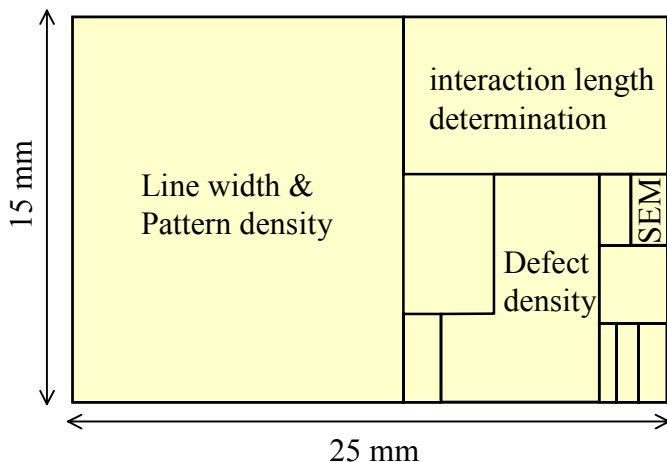 interaction length
determination
Line width &
Pattern density
15 mm
SEM
Defect
density
25 mm